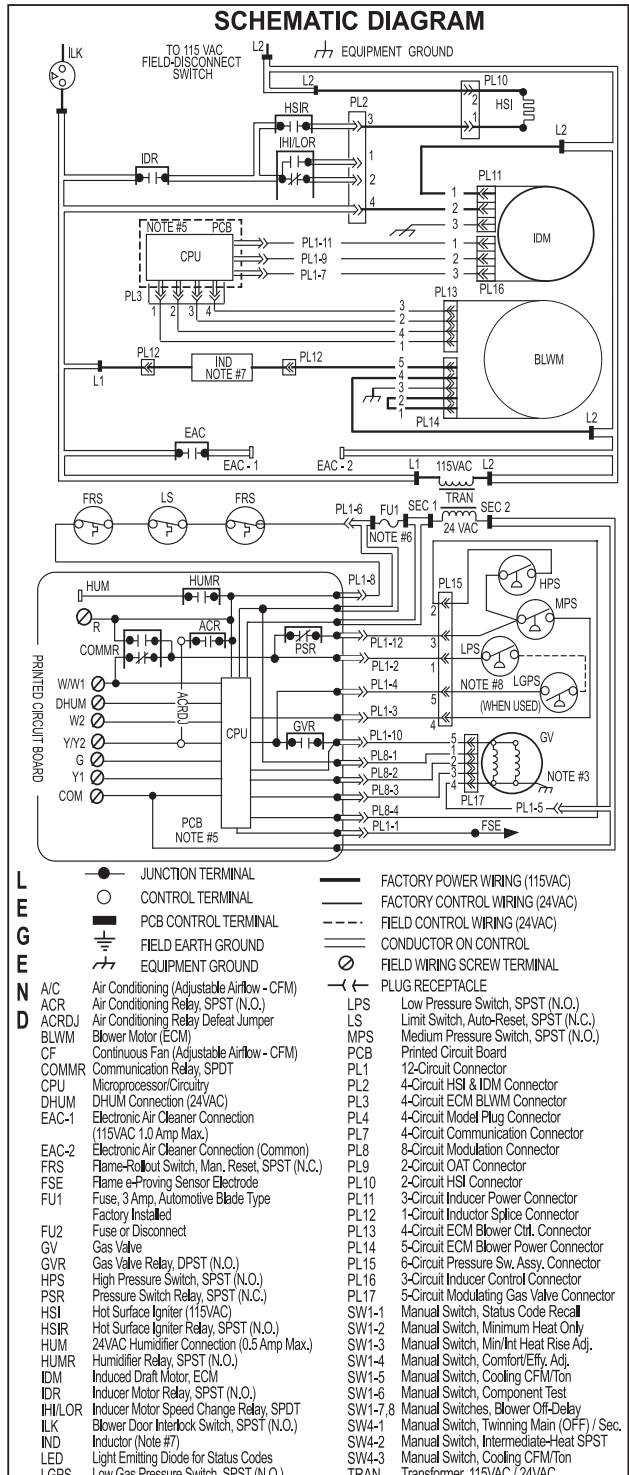 SCHEMATIC DIAGRAM
ILK
TO 115 VAC
FIELD-DISCONNECT
SWITCH
L2
EQUIPMENT GROUND
L2
PL10
2
1
HSI
PL2
HSIR
3
IHI/LOR
1
2
4
IDR
L2
PL11
1
2
3
IDM
NOTE #5
PCB
CPU
PL1-11
PL1-9
PL1-7
1
2
3
PL16
PL3
1
2
3
4
PL13
3
2
4
1
BLWM
L1
PL12
IND
NOTE #7
PL12
5
4
3
2
1
PL14
L2
EAC
EAC - 1
EAC - 2
L1
115VAC
L2
TRAN
FRS
LS
FRS
PL1-6
FU1
NOTE #6
SEC 1
24 VAC
SEC 2
HUM
HUMR
PL1-8
PL15
HPS
R
ACR
2
MPS
COMMR
PSR
PL1-12
3
LPS
PL1-2
1
NOTE #8
LGPS
PRINTED CIRCUIT BOARD
W/W1
ACRDJ
PL1-4
5
(WHEN USED)
DHUM
PL1-3
4
W2
CPU
GVR
PL1-10
5
GV
Y/Y2
PL8-1
1
G
PL8-2
2
NOTE #3
Y1
PL8-3
3
4
PL17
PL1-5
COM
PL8-4
PCB
NOTE #5
PL1-1
FSE
LEGEND
JUNCTION TERMINAL
CONTROL TERMINAL
PCB CONTROL TERMINAL
FIELD EARTH GROUND
EQUIPMENT GROUND
FACTORY POWER WIRING (115VAC)
FACTORY CONTROL WIRING (24VAC)
FIELD CONTROL WIRING (24VAC)
CONDUCTOR ON CONTROL
FIELD WIRING SCREW TERMINAL
PLUG RECEPTACLE
A/C Air Conditioning (Adjustable Airflow - CFM)
ACR Air Conditioning Relay, SPST (N.O.)
ACRDJ Air Conditioning Relay Defeat Jumper
BLWM Blower Motor (ECM)
CF Continuous Fan (Adjustable Airflow - CFM)
COMMR Communication Relay, SPDT
CPU Microprocessor/Circuitry
DHUM DHUM Connection (24VAC)
EAC-1 Electronic Air Cleaner Connection
(115VAC 1.0 Amp Max.)
EAC-2 Electronic Air Cleaner Connection (Common)
FRS Flame-Rollout Switch, Man. Reset, SPST (N.C.)
FSE Flame e-Proving Sensor Electrode
FU1 Fuse, 3 Amp, Automotive Blade Type
Factory Installed
FU2 Fuse or Disconnect
GV Gas Valve
GVR Gas Valve Relay, DPST (N.O.)
HPS High Pressure Switch, SPST (N.O.)
PSR Pressure Switch Relay, SPST (N.C.)
HSI Hot Surface Igniter (115VAC)
HSIR Hot Surface Igniter Relay, SPST (N.O.)
HUM 24VAC Humidifier Connection (0.5 Amp Max.)
HUMR Humidifier Relay, SPST (N.O.)
IDM Induced Draft Motor, ECM
IDR Inducer Motor Relay, SPST (N.O.)
IHI/LOR Inducer Motor Speed Change Relay, SPDT
ILK Blower Door Interlock Switch, SPST (N.O.)
IND Inductor (Note #7)
LED Light Emitting Diode for Status Codes
LGPS Low Gas Pressure Switch, SPST (N.O.)
LPS Low Pressure Switch, SPST (N.O.)
LS Limit Switch, Auto-Reset, SPST (N.C.)
MPS Medium Pressure Switch, SPST (N.O.)
PCB Printed Circuit Board
PL1 12-Circuit Connector
PL2 4-Circuit HSI & IDM Connector
PL3 4-Circuit ECM BLWM Connector
PL4 4-Circuit Model Plug Connector
PL7 4-Circuit Communication Connector
PL8 8-Circuit Modulation Connector
PL9 2-Circuit OAT Connector
PL10 2-Circuit HSI Connector
PL11 3-Circuit Inducer Power Connector
PL12 1-Circuit Inductor Splice Connector
PL13 4-Circuit ECM Blower Ctrl. Connector
PL14 5-Circuit ECM Blower Power Connector
PL15 6-Circuit Pressure Sw. Assy. Connector
PL16 3-Circuit Inducer Control Connector
PL17 5-Circuit Modulating Gas Valve Connector
SW1-1 Manual Switch, Status Code Recall
SW1-2 Manual Switch, Minimum Heat Only
SW1-3 Manual Switch, Min/Int Heat Rise Adj.
SW1-4 Manual Switch, Comfort/Effy. Adj.
SW1-5 Manual Switch, Cooling CFM/Ton
SW1-6 Manual Switch, Component Test
SW1-7,8 Manual Switches, Blower Off-Delay
SW4-1 Manual Switch, Twinning Main (OFF) / Sec.
SW4-2 Manual Switch, Intermediate-Heat SPST
SW4-3 Manual Switch, Cooling CFM/Ton
TRAN Transformer, 115VAC / 24VAC